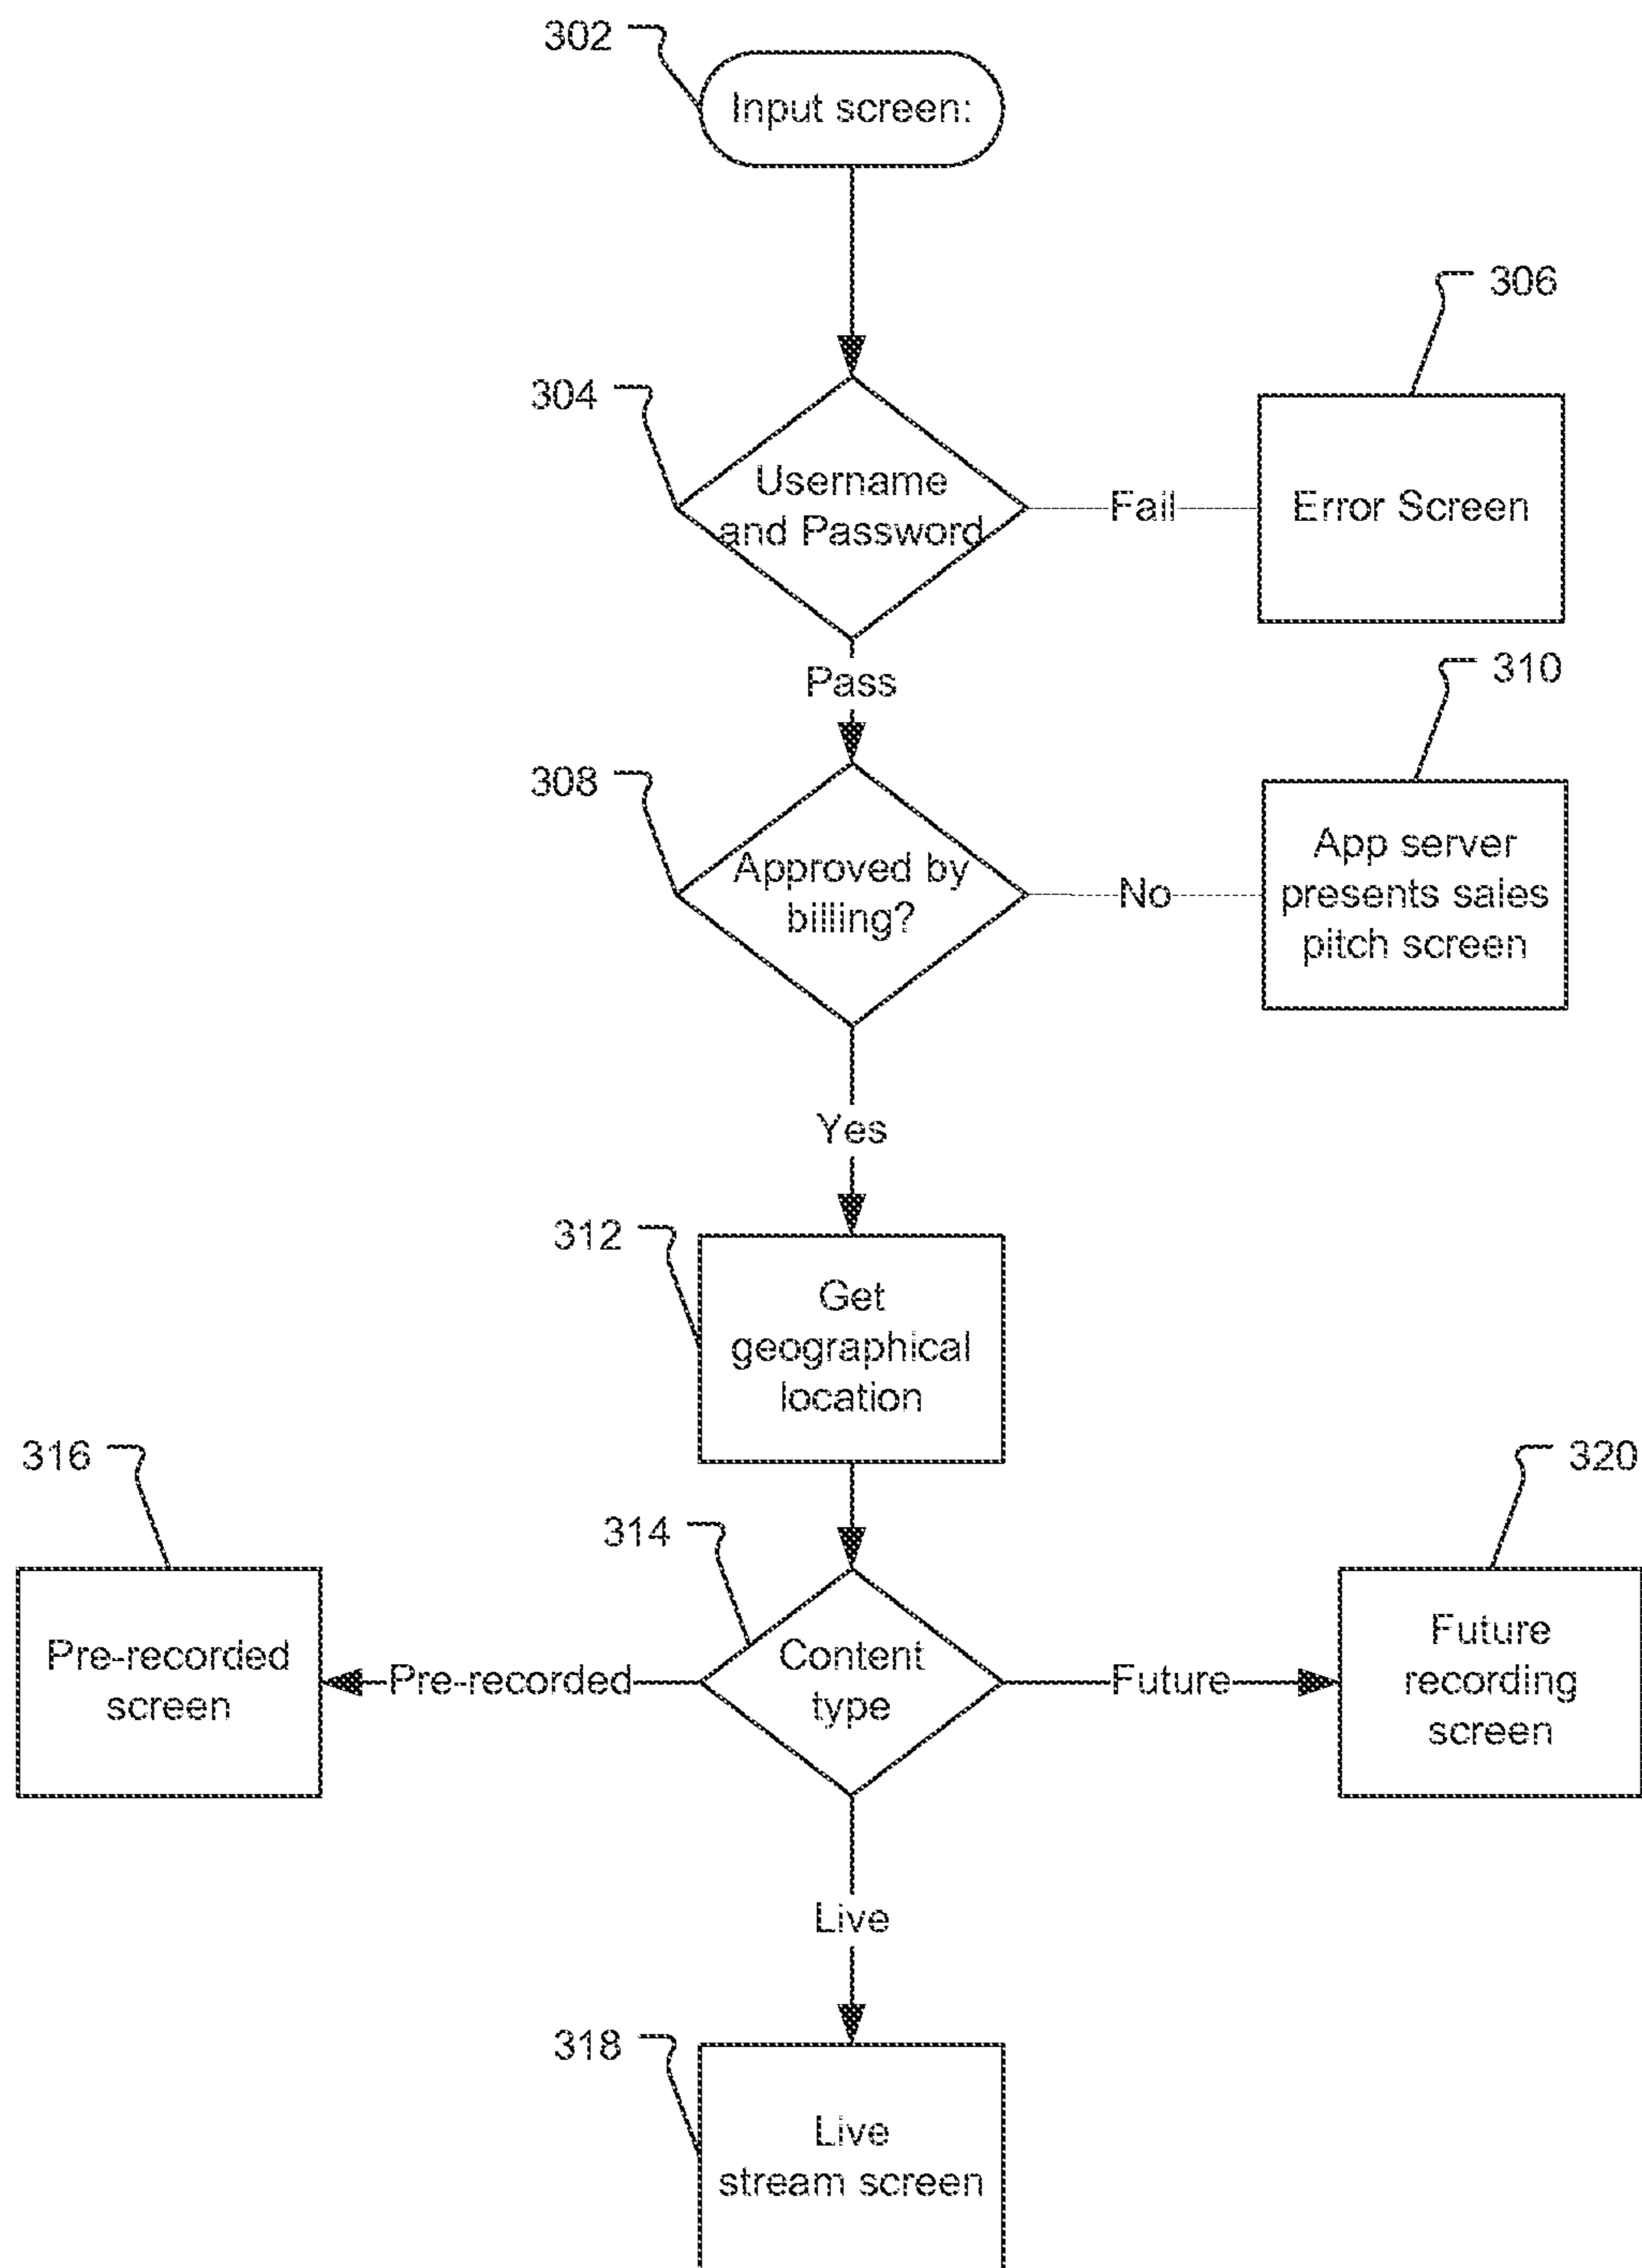 302
Input screen:
306
304
Username
and Password
Fail
Error Screen
Pass
310
308
Approved by
billing?
No
App server
presents sales
pitch screen
Yes
312
Get
geographical
location
316
320
314
Pre-recorded
screen
Pre-recorded
Content
type
Future
Future
recording
screen
Live
318
Live
stream screen